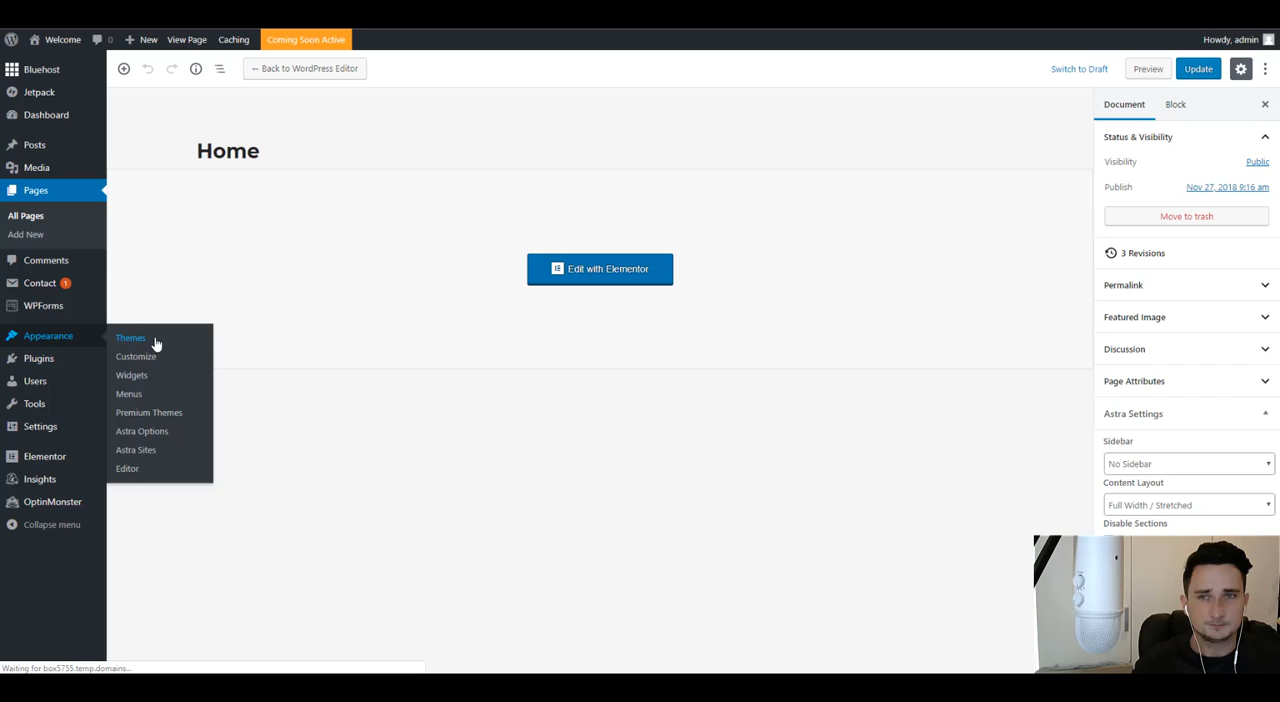 Welcome 0 New View Page Caching Coming Soon Active Howdy, admin
← Back to WordPress Editor Switch to Draft Preview Update
Bluehost
Jetpack
Dashboard
Posts
Media
Pages
All Pages
Add New
Comments
Contact 1
WPForms
Appearance
Plugins
Users
Tools
Settings
Elementor
Insights
OptinMonster
Collapse menu
Themes
Customize
Widgets
Menus
Premium Themes
Astra Options
Astra Sites
Editor
Home
Edit with Elementor
Document Block
Status & Visibility
Visibility Public
Publish Nov 27, 2018 9:16 am
Move to trash
3 Revisions
Permalink
Featured Image
Discussion
Page Attributes
Astra Settings
Sidebar
No Sidebar
Content Layout
Full Width / Stretched
Disable Sections
Waiting for box5755.temp.domains...